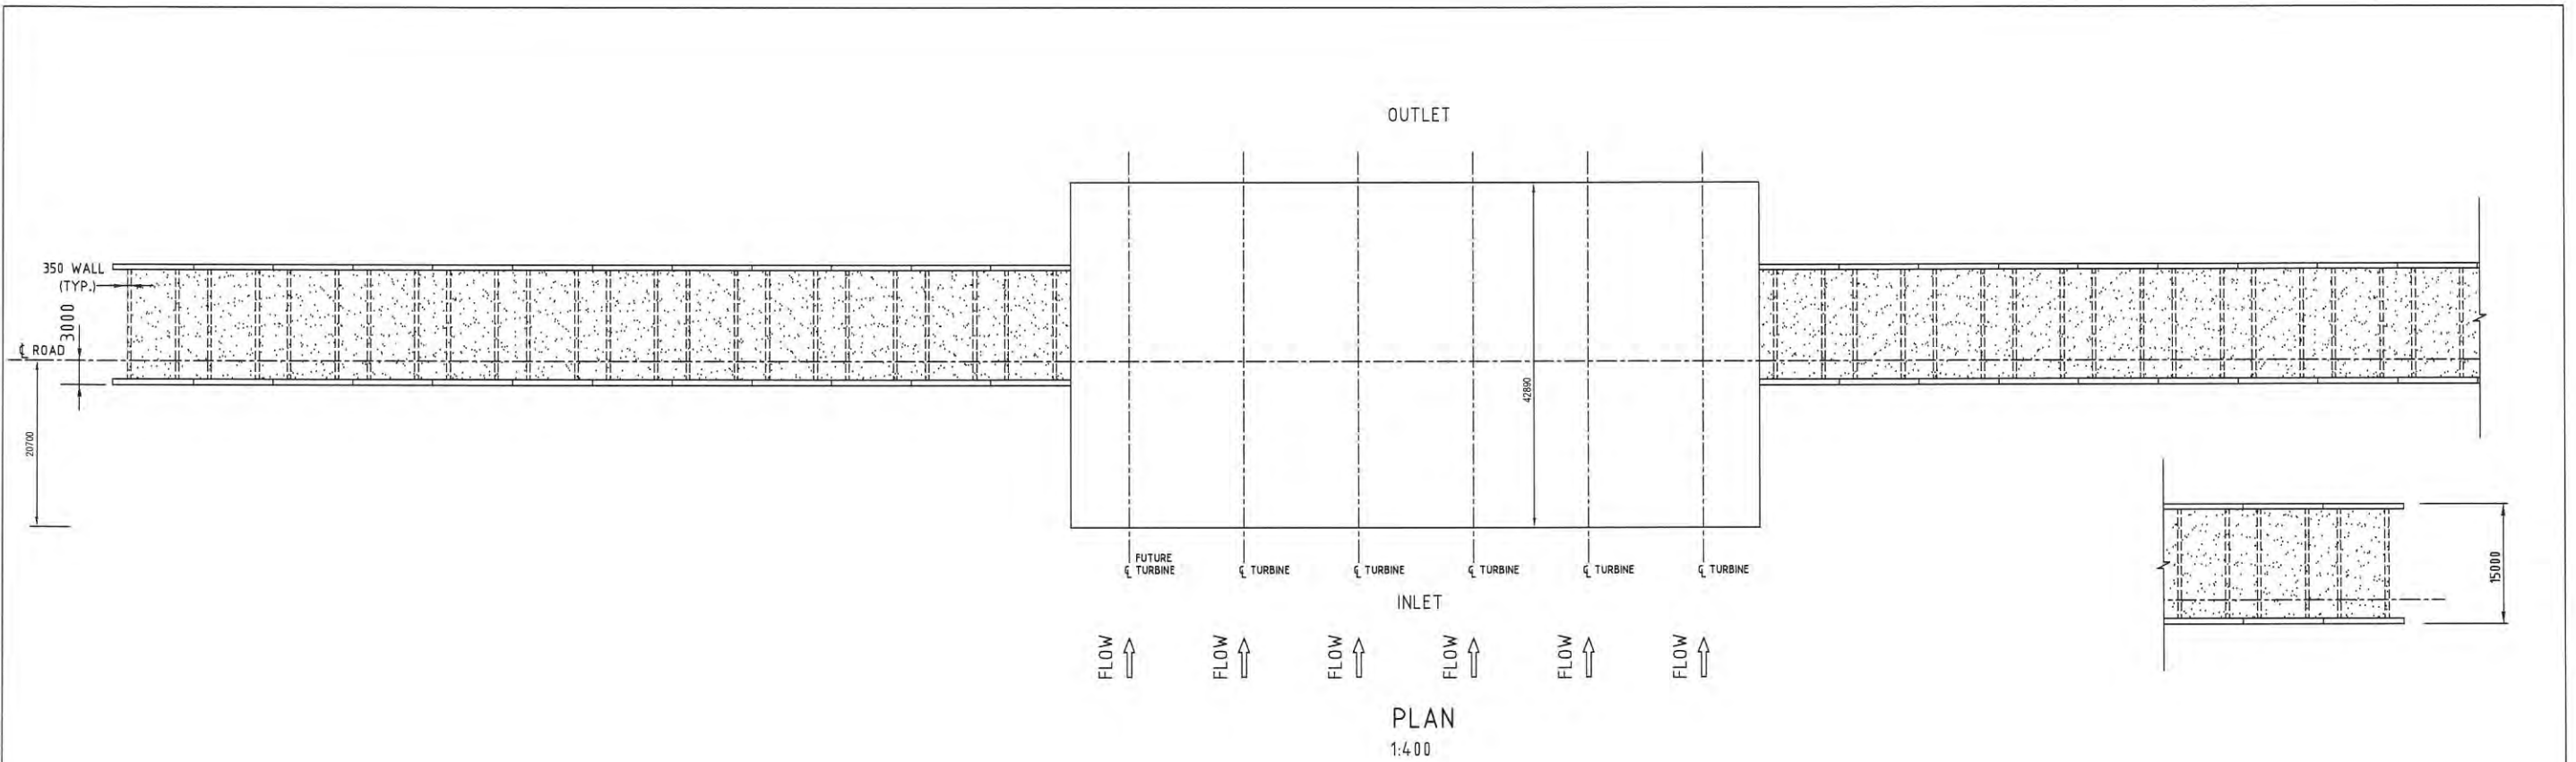 OUTLET
350 WALL
(TYP.)
3000
℄ ROAD
20700
42890
FUTURE
℄ TURBINE
℄ TURBINE
℄ TURBINE
℄ TURBINE
℄ TURBINE
℄ TURBINE
15000
INLET
FLOW
FLOW
FLOW
FLOW
FLOW
FLOW
PLAN
1:400